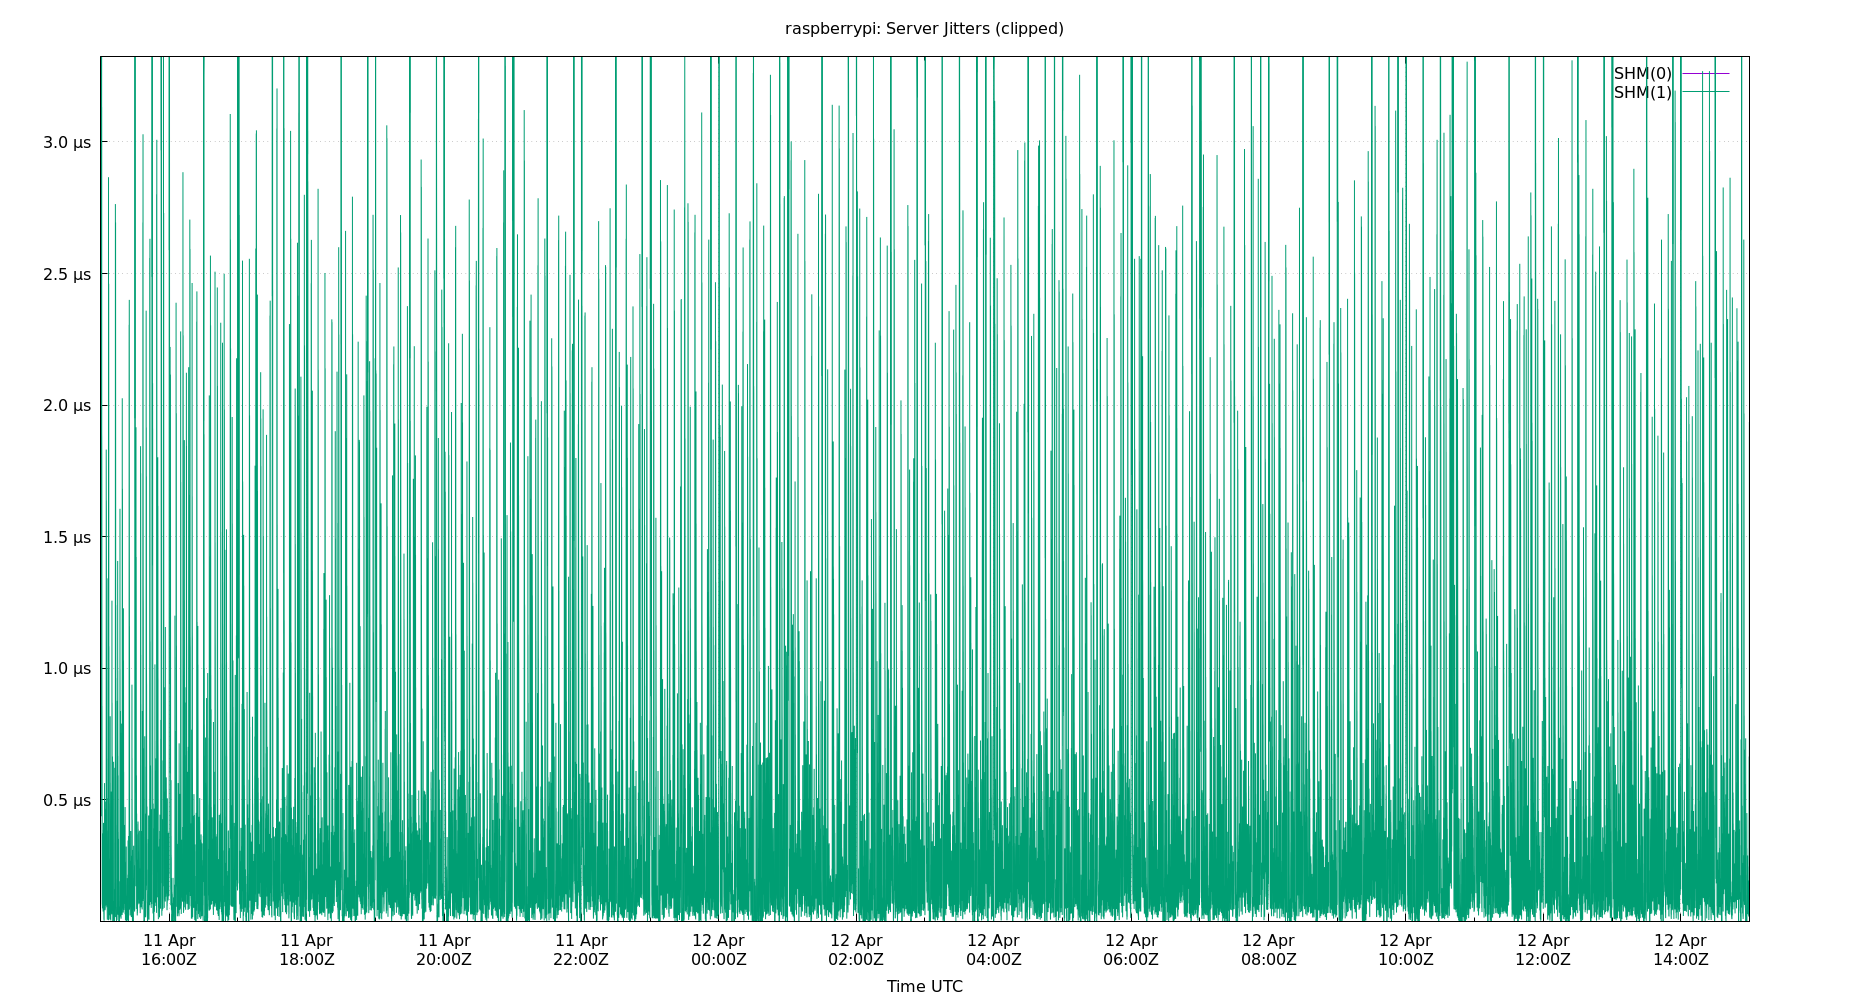 raspberrypi: Server Jitters (clipped)
SHM(0)
SHM(1)
3.0 µs
2.5 µs
2.0 µs
1.5 µs
1.0 µs
0.5 µs
11 Apr 11 Apr 11 Apr 11 Apr 12 Apr 12 Apr 12 Apr 12 Apr 12 Apr 12 Apr 12 Apr 12 Apr
16:00Z 18:00Z 20:00Z 22:00Z 00:00Z 02:00Z 04:00Z 06:00Z 08:00Z 10:00Z 12:00Z 14:00Z
Time UTC